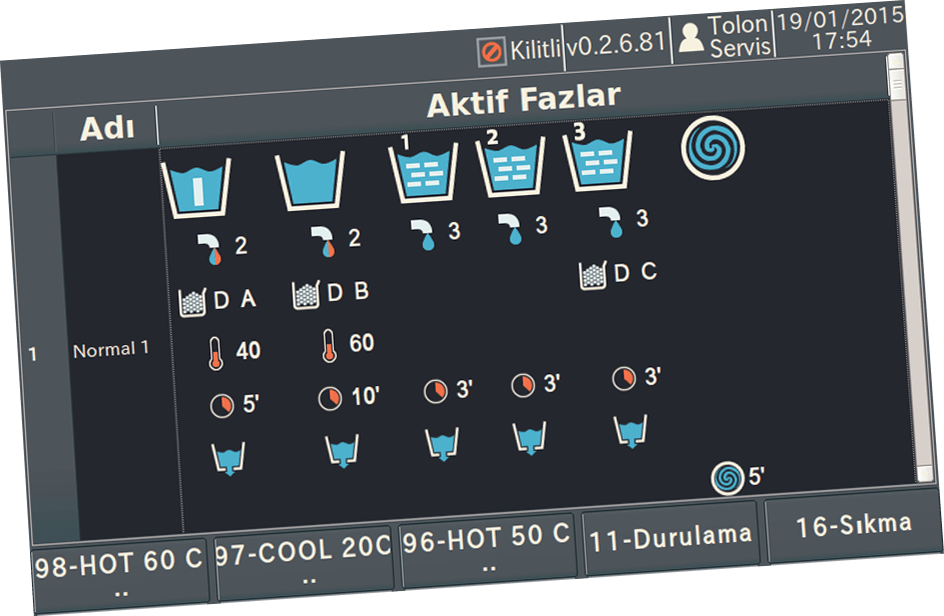 Kilitli v0.2.6.81 Tolon Servis 19/01/2015 17:54
Adı Aktif Fazlar
1 2 3
2 2 3 3 3
D A D B D C
40 60
1 Normal 1
5' 10' 3' 3' 3'
5'
98-HOT 60 C 97-COOL 20C 96-HOT 50 C 11-Durulama 16-Sıkma
.. .. ..